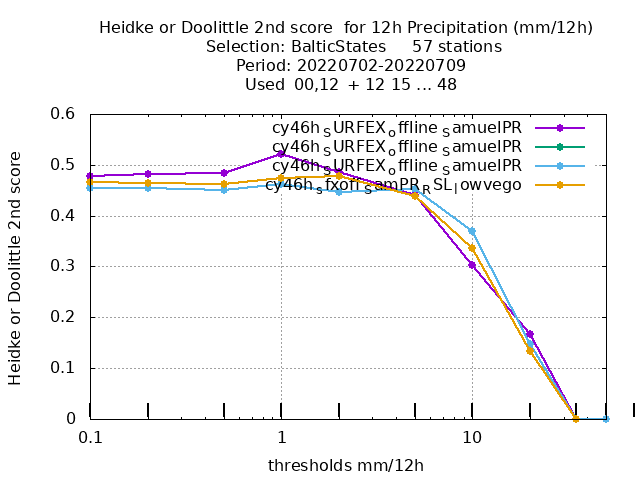 Heidke or Doolittle 2nd score  for 12h Precipitation (mm/12h)
Selection: BalticStates     57 stations
Period: 20220702-20220709
Used  00,12  + 12 15 ... 48
cy46h_SURFEX_offline_SamuelPR
cy46h_SURFEX_offline_SamuelPR
cy46h_SURFEX_offline_SamuelPR
cy46h_sfxofl_SamPR_RSL_lowvego
Heidke or Doolittle 2nd score
0.6
0.5
0.4
0.3
0.2
0.1
0
0.1 1 10
thresholds mm/12h